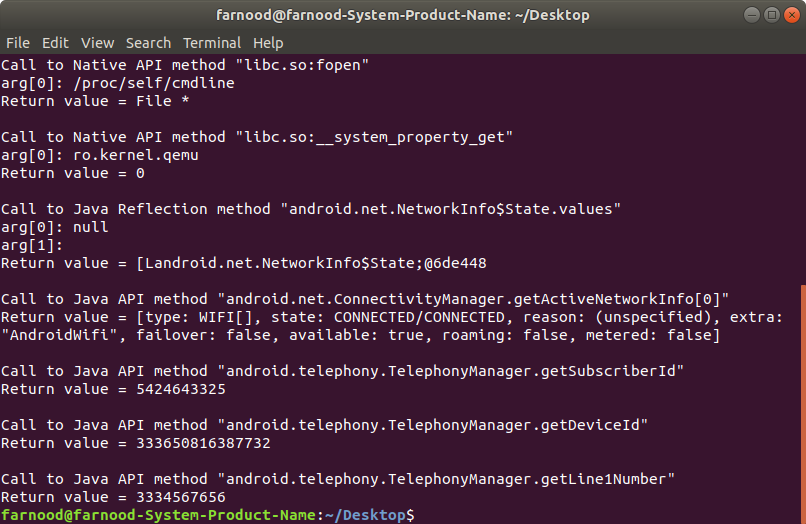 farnood@farnood-System-Product-Name: ~/Desktop
File Edit View Search Terminal Help
Call to Native API method "libc.so:fopen"
arg[0]: /proc/self/cmdline
Return value = File *
Call to Native API method "libc.so:__system_property_get"
arg[0]: ro.kernel.qemu
Return value = 0
Call to Java Reflection method "android.net.NetworkInfo$State.values"
arg[0]: null
arg[1]:
Return value = [Landroid.net.NetworkInfo$State;@6de448
Call to Java API method "android.net.ConnectivityManager.getActiveNetworkInfo[0]"
Return value = [type: WIFI[], state: CONNECTED/CONNECTED, reason: (unspecified), extra:
"AndroidWifi", failover: false, available: true, roaming: false, metered: false]
Call to Java API method "android.telephony.TelephonyManager.getSubscriberId"
Return value = 5424643325
Call to Java API method "android.telephony.TelephonyManager.getDeviceId"
Return value = 333650816387732
Call to Java API method "android.telephony.TelephonyManager.getLine1Number"
Return value = 3334567656
farnood@farnood-System-Product-Name:~/Desktop$